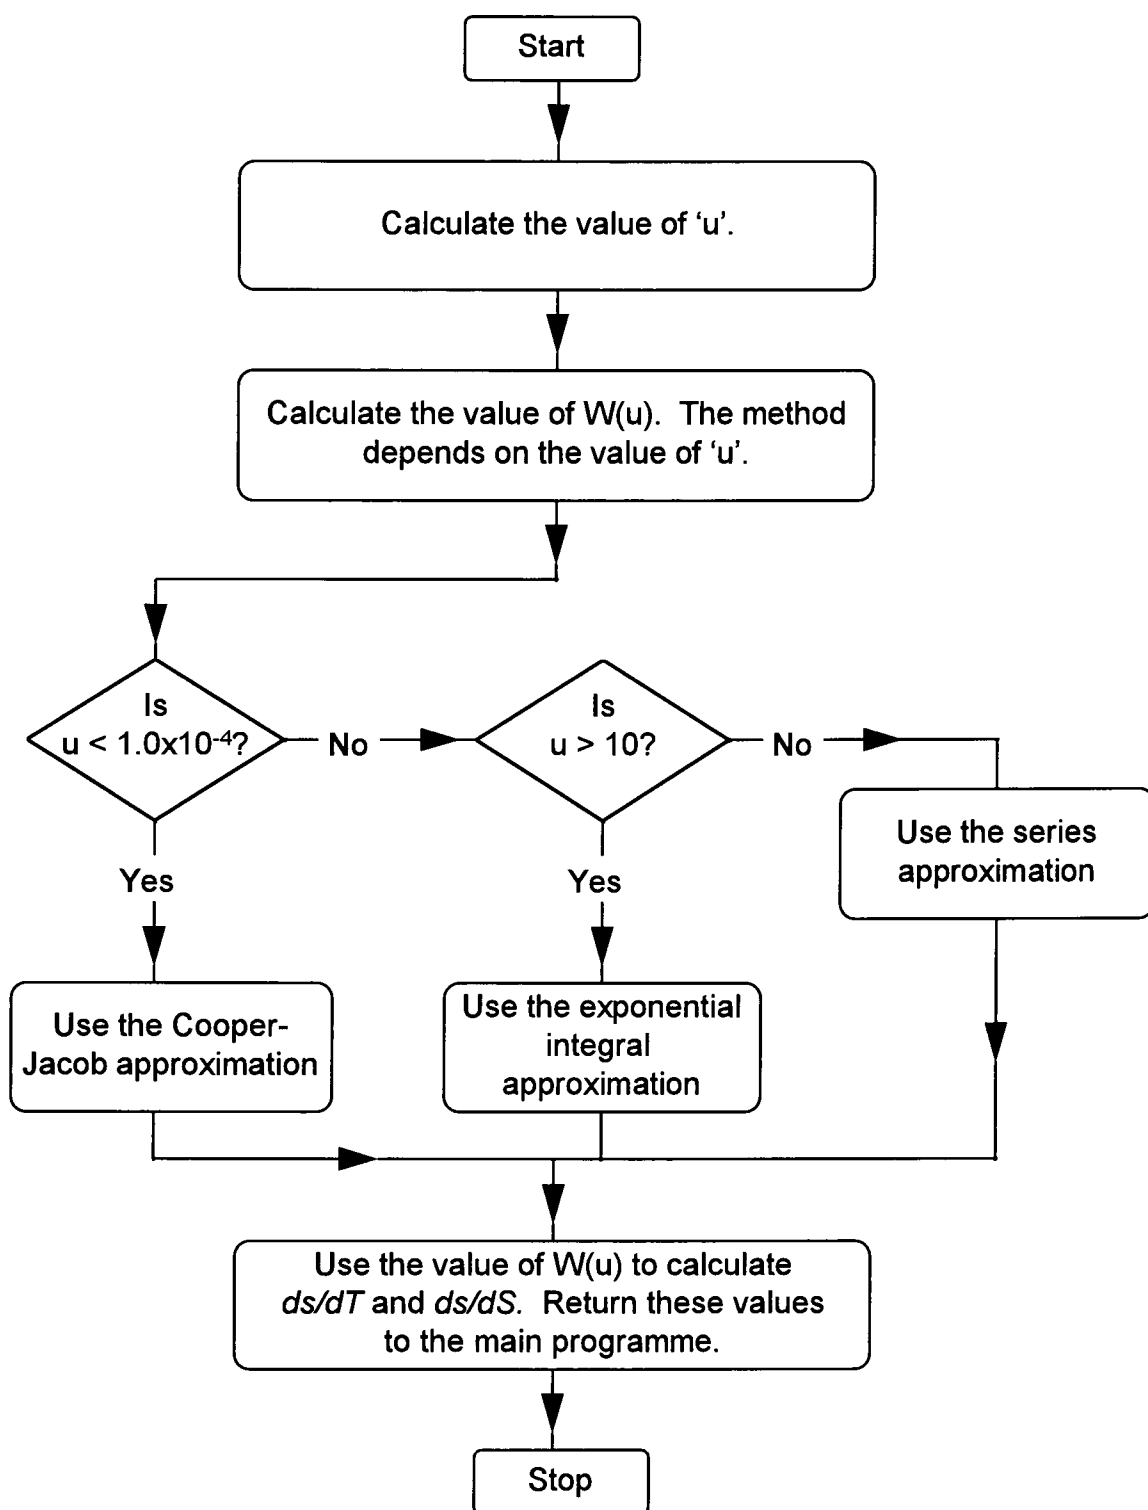 Start
Calculate the value of ‘u’.
Calculate the value of W(u).  The method
depends on the value of ‘u’.
Is
u < 1.0x10⁻⁴?
No
Is
u > 10?
No
Use the series
approximation
Yes
Yes
Use the Cooper-
Jacob approximation
Use the exponential
integral
approximation
Use the value of W(u) to calculate
ds/dT and ds/dS.  Return these values
to the main programme.
Stop